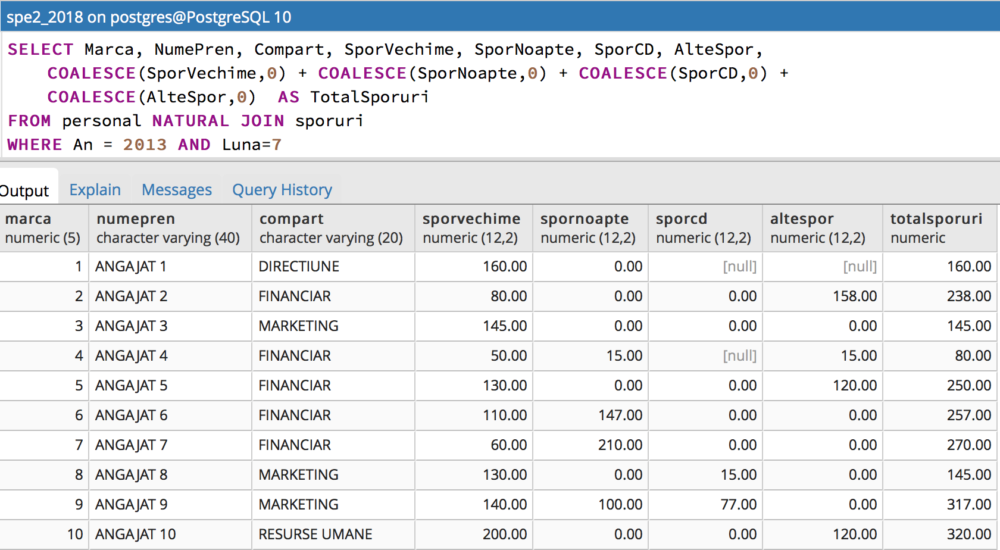 spe2_2018 on postgres@PostgreSQL 10
SELECT Marca, NumePren, Compart, SporVechime, SporNoapte, SporCD, AlteSpor,
COALESCE(SporVechime,0) + COALESCE(SporNoapte,0) + COALESCE(SporCD,0) +
COALESCE(AlteSpor,0) AS TotalSporuri
FROM personal NATURAL JOIN sporuri
WHERE An = 2013 AND Luna=7
Output Explain Messages Query History
marca numepren compart sporvechime spornoapte sporcd altespor totalsporuri
numeric (5) character varying (40) character varying (20) numeric (12,2) numeric (12,2) numeric (12,2) numeric (12,2) numeric
1 ANGAJAT 1 DIRECTIUNE 160.00 0.00 [null] [null] 160.00
2 ANGAJAT 2 FINANCIAR 80.00 0.00 0.00 158.00 238.00
3 ANGAJAT 3 MARKETING 145.00 0.00 0.00 0.00 145.00
4 ANGAJAT 4 FINANCIAR 50.00 15.00 [null] 15.00 80.00
5 ANGAJAT 5 FINANCIAR 130.00 0.00 0.00 120.00 250.00
6 ANGAJAT 6 FINANCIAR 110.00 147.00 0.00 0.00 257.00
7 ANGAJAT 7 FINANCIAR 60.00 210.00 0.00 0.00 270.00
8 ANGAJAT 8 MARKETING 130.00 0.00 15.00 0.00 145.00
9 ANGAJAT 9 MARKETING 140.00 100.00 77.00 0.00 317.00
10 ANGAJAT 10 RESURSE UMANE 200.00 0.00 0.00 120.00 320.00